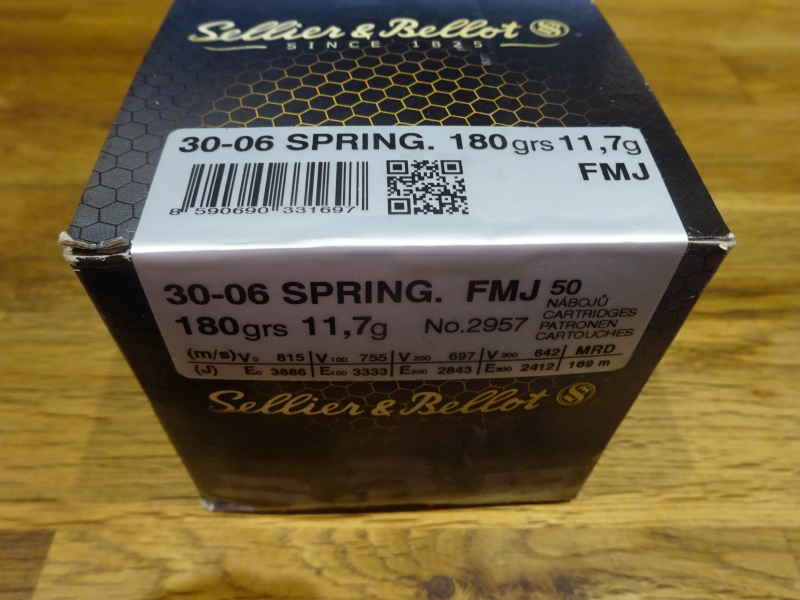 Sellier & Bellot
SINCE 1825
30-06 SPRING. 180grs 11,7g
FMJ
8 590690 331697
30-06 SPRING. FMJ 50
NÁBOJŮ
CARTRIDGES
180grs 11,7g No.2957 PATRONEN
CARTOUCHES
(m/s) V0 815 V100 755 V200 697 V300 642 MRD
(J) E0 3886 E100 3333 E200 2843 E300 2412 169 m
Sellier & Bellot